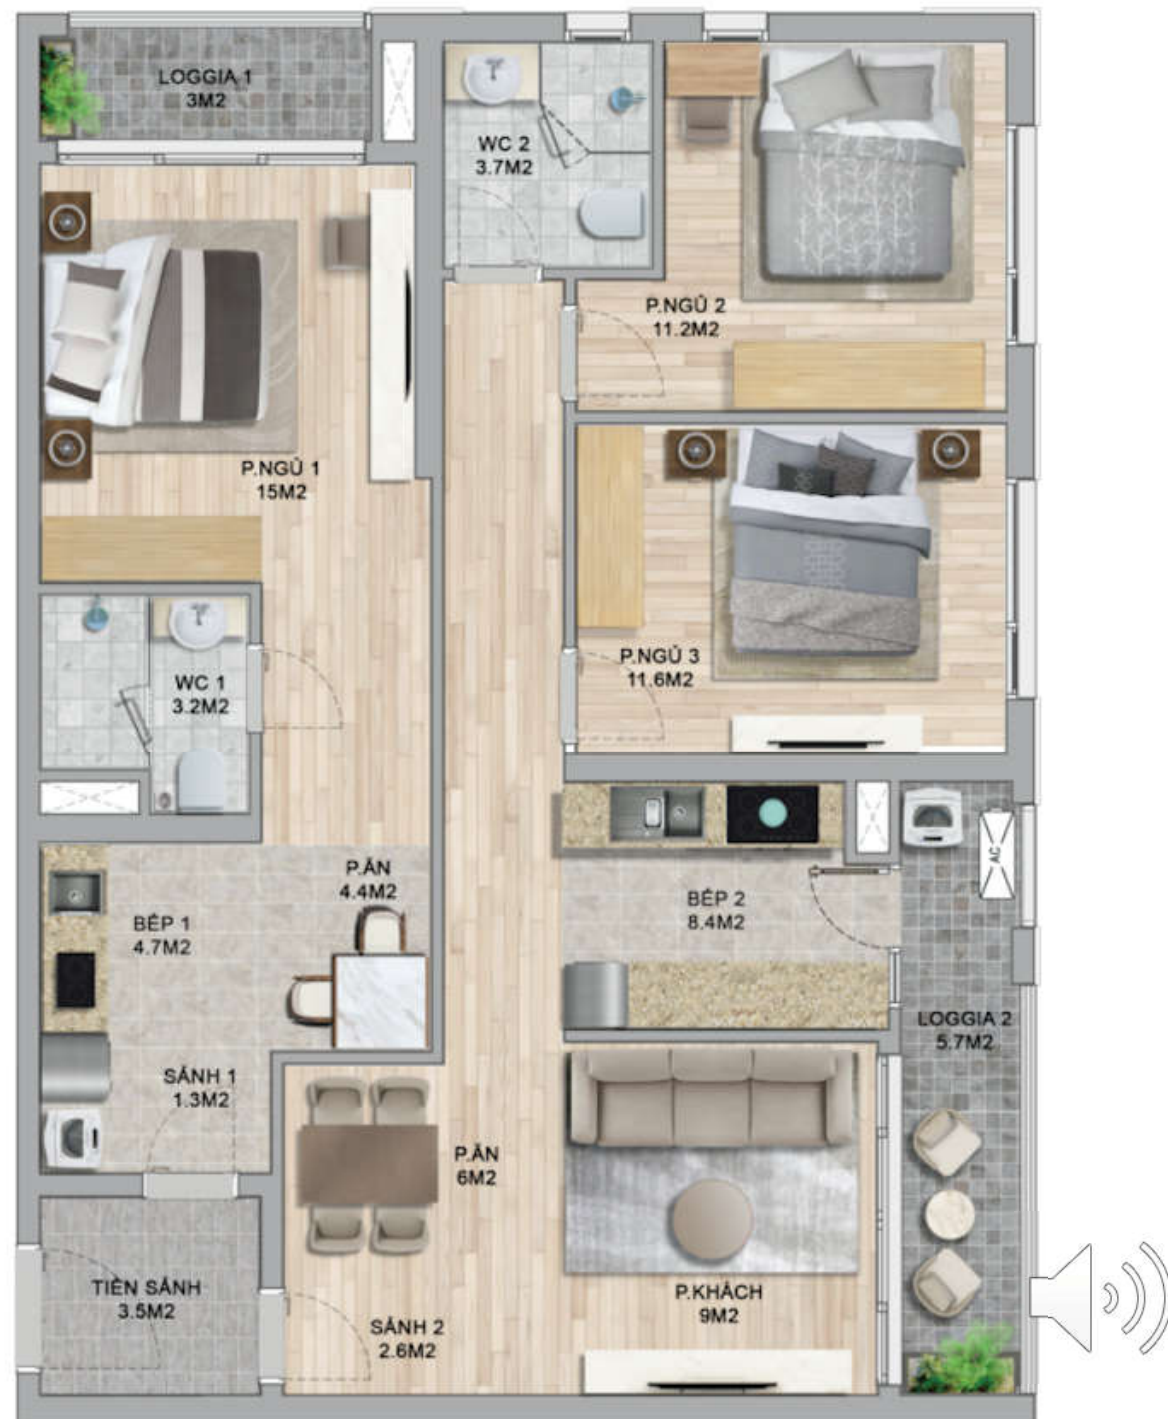 LOGGIA 1
3M2
WC 2
3.7M2
P.NGỦ 2
11.2M2
P.NGỦ 1
15M2
P.NGỦ 3
11.6M2
WC 1
3.2M2
P.ĂN
4.4M2
BẾP 1
4.7M2
BẾP 2
8.4M2
AC
LOGGIA 2
5.7M2
SẢNH 1
1.3M2
P.ĂN
6M2
TIỀN SẢNH
3.5M2
P.KHÁCH
9M2
SẢNH 2
2.6M2